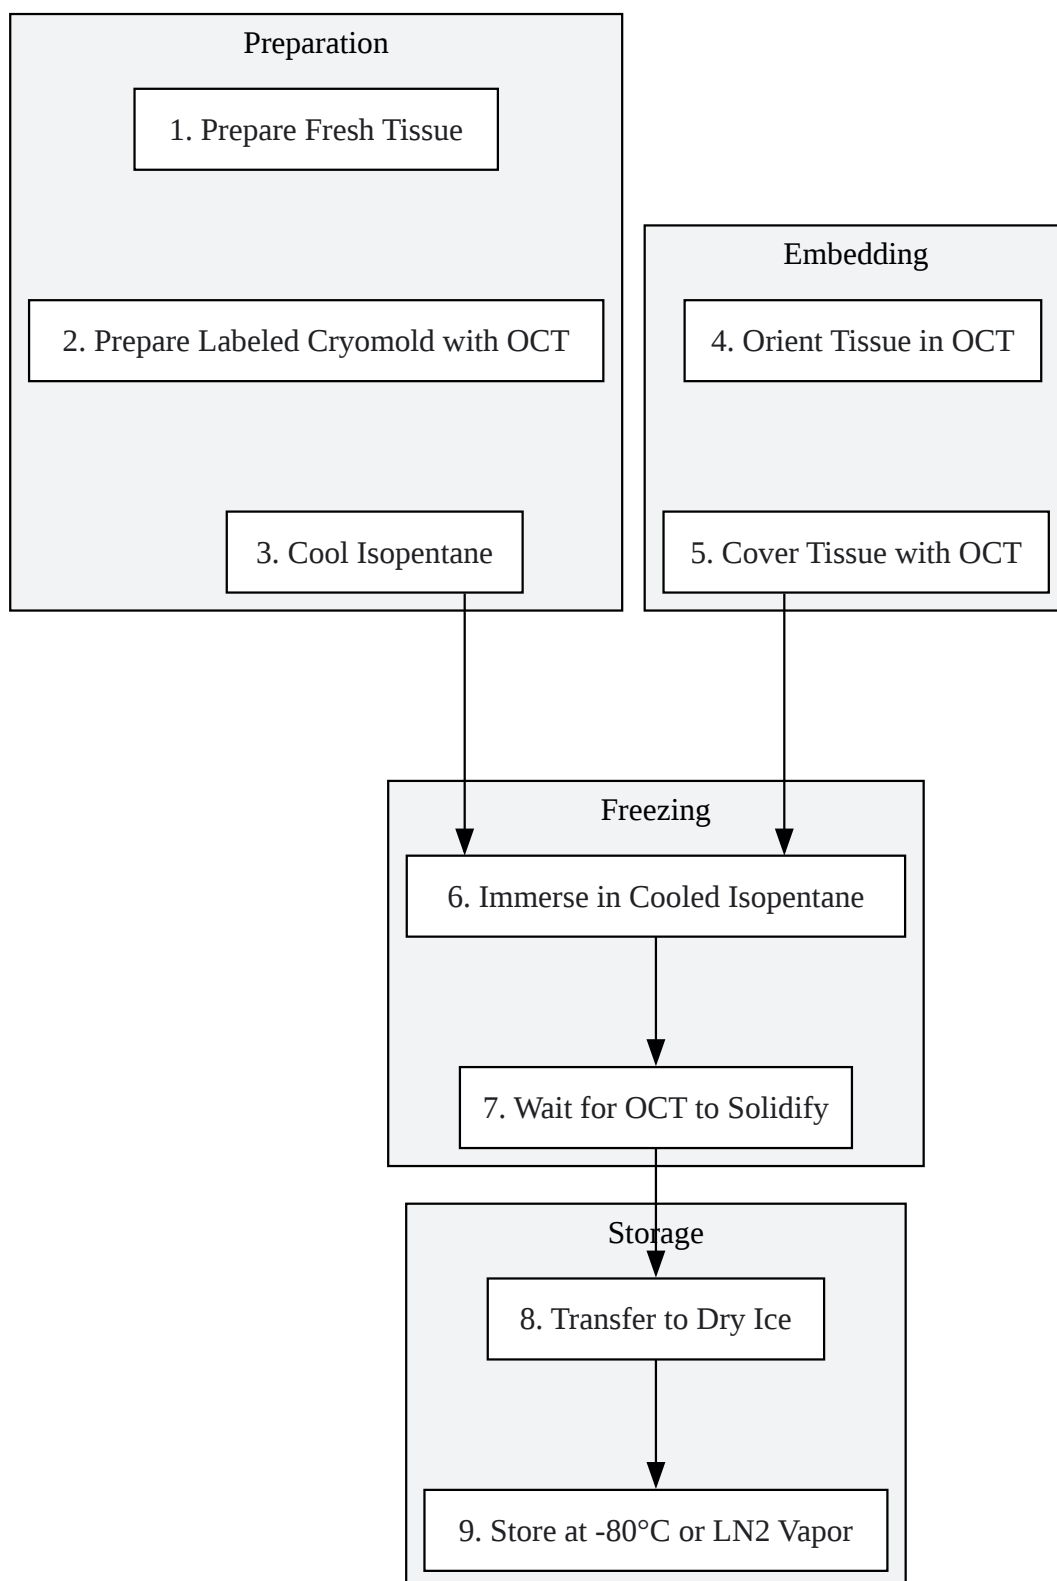 Preparation
1. Prepare Fresh Tissue
2. Prepare Labeled Cryomold with OCT
3. Cool Isopentane
Embedding
4. Orient Tissue in OCT
5. Cover Tissue with OCT
Freezing
6. Immerse in Cooled Isopentane
7. Wait for OCT to Solidify
Storage
8. Transfer to Dry Ice
9. Store at -80°C or LN2 Vapor